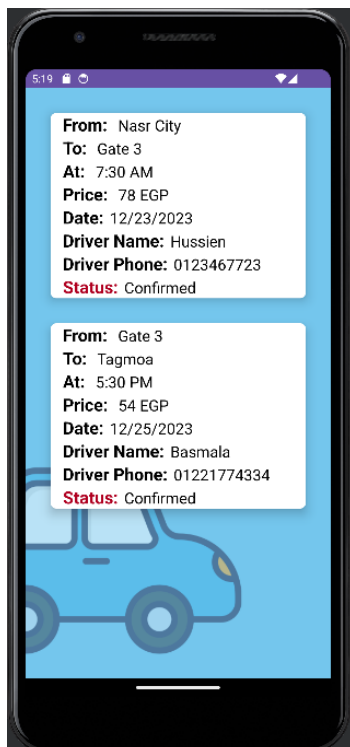 5:19
From: Nasr City
To: Gate 3
At: 7:30 AM
Price: 78 EGP
Date: 12/23/2023
Driver Name: Hussien
Driver Phone: 0123467723
Status: Confirmed
From: Gate 3
To: Tagmoa
At: 5:30 PM
Price: 54 EGP
Date: 12/25/2023
Driver Name: Basmala
Driver Phone: 01221774334
Status: Confirmed